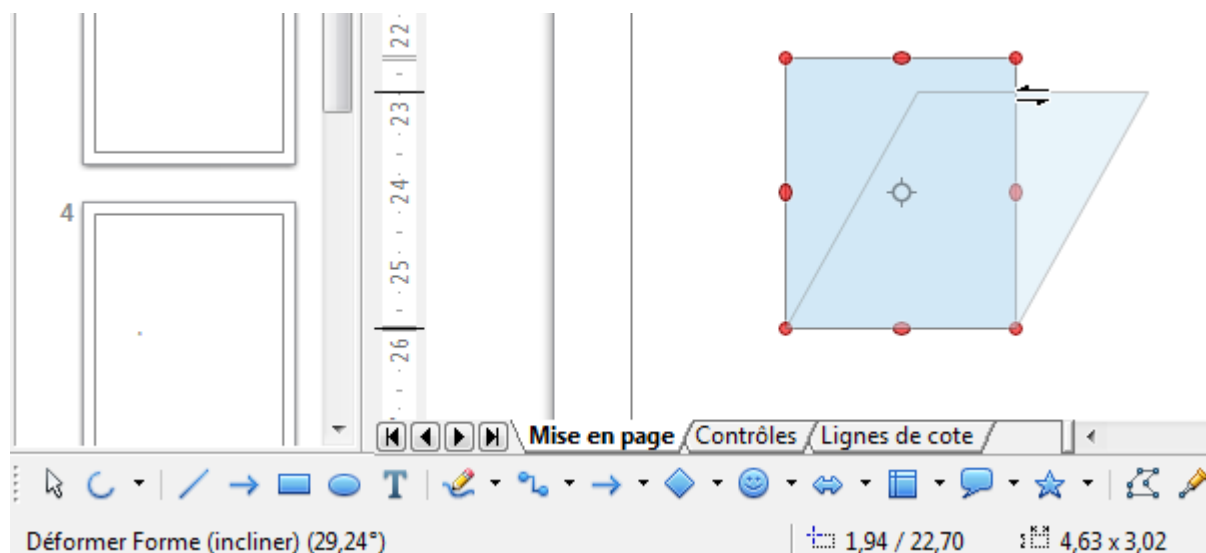 22
23
4
24
25
26
Mise en page Contrôles Lignes de cote
T
Déformer Forme (incliner) (29,24°) 1,94 / 22,70 4,63 x 3,02